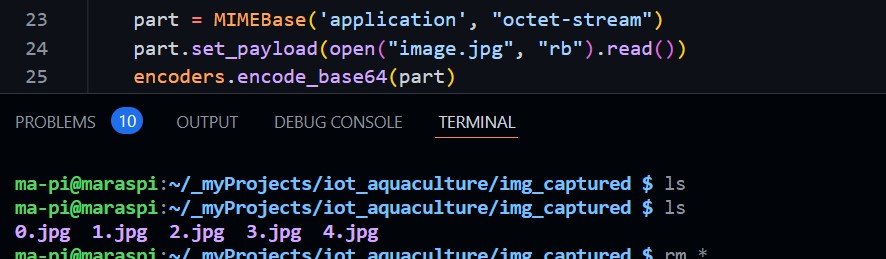 23 part = MIMEBase('application', "octet-stream")
24 part.set_payload(open("image.jpg", "rb").read())
25 encoders.encode_base64(part)
PROBLEMS 10 OUTPUT DEBUG CONSOLE TERMINAL
ma-pi@maraspi:~/_myProjects/iot_aquaculture/img_captured $ ls
ma-pi@maraspi:~/_myProjects/iot_aquaculture/img_captured $ ls
0.jpg 1.jpg 2.jpg 3.jpg 4.jpg
ma-pi@maraspi:~/_myProjects/iot_aquaculture/img_captured $ rm *